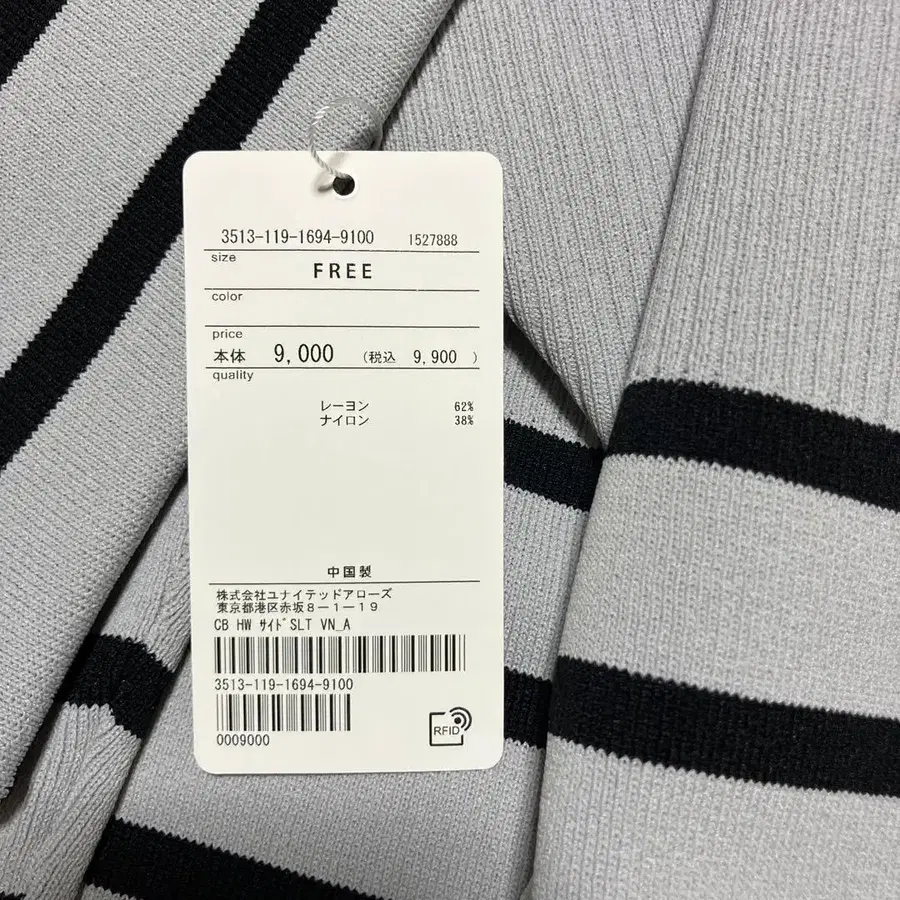 3513-119-1694-9100 1527888
size
FREE
color
price
本体 9,000 (税込 9,900 )
quality
レーヨン 62%
ナイロン 38%
中国製
株式会社ユナイテッドアローズ
東京都港区赤坂8-1-19
CB HW ｻｲﾄﾞSLT VN_A
3513-119-1694-9100
0009000
RFID